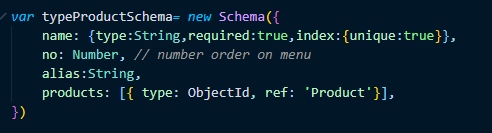 var typeProductSchema= new Schema({
    name: {type:String,required:true,index:{unique:true}},
    no: Number, // number order on menu
    alias:String,
    products: [{ type: ObjectId, ref: 'Product'}],
})